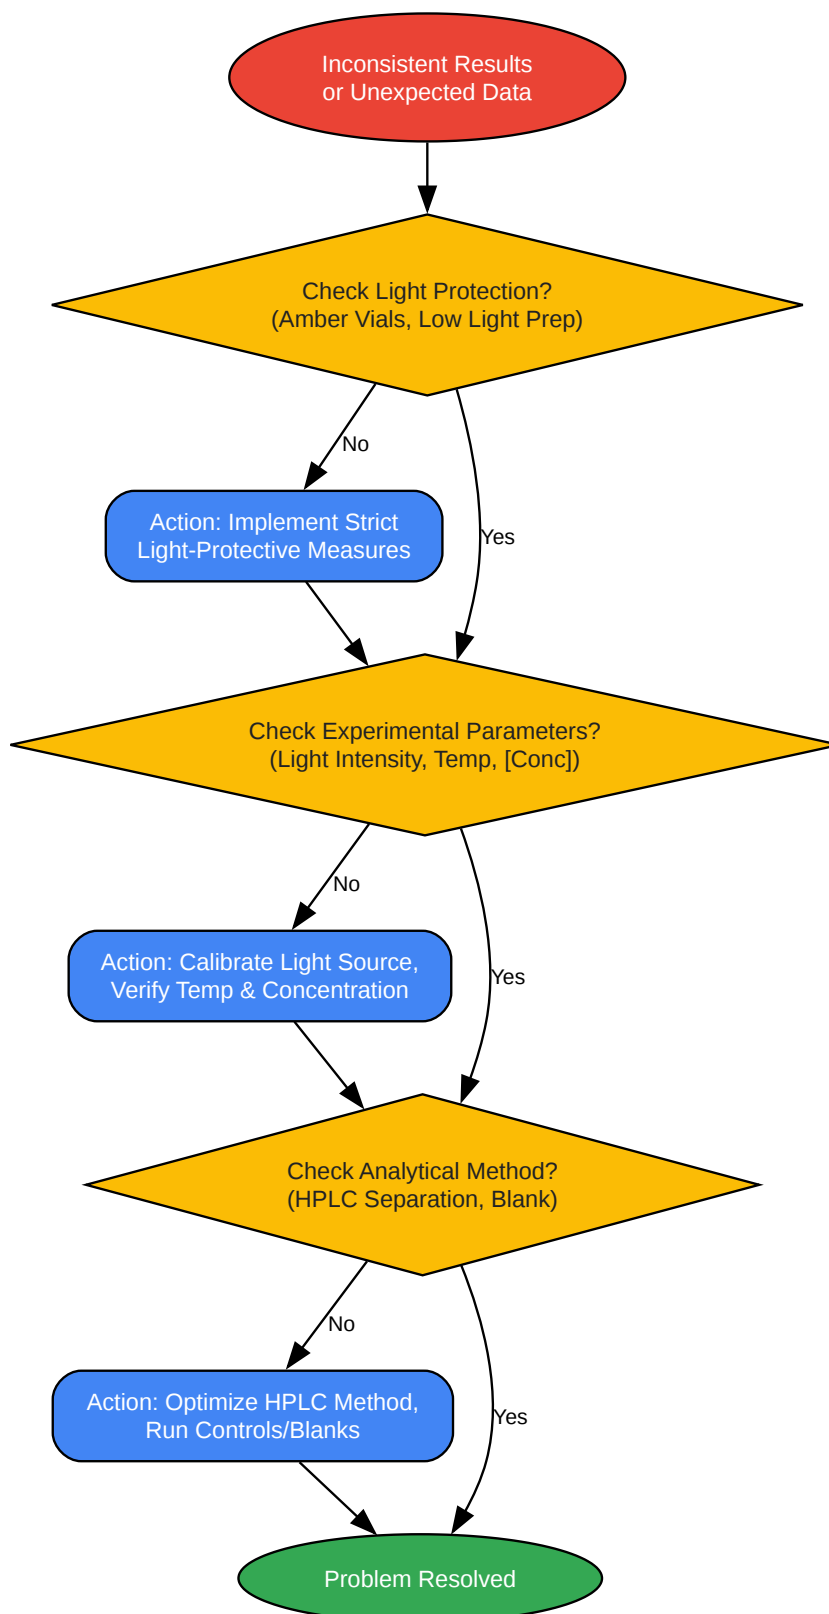 Inconsistent Results
or Unexpected Data
Check Light Protection?
(Amber Vials, Low Light Prep)
No
Action: Implement Strict
Light-Protective Measures
Yes
Check Experimental Parameters?
(Light Intensity, Temp, [Conc])
No
Action: Calibrate Light Source,
Verify Temp & Concentration
Yes
Check Analytical Method?
(HPLC Separation, Blank)
No
Action: Optimize HPLC Method,
Run Controls/Blanks
Yes
Problem Resolved